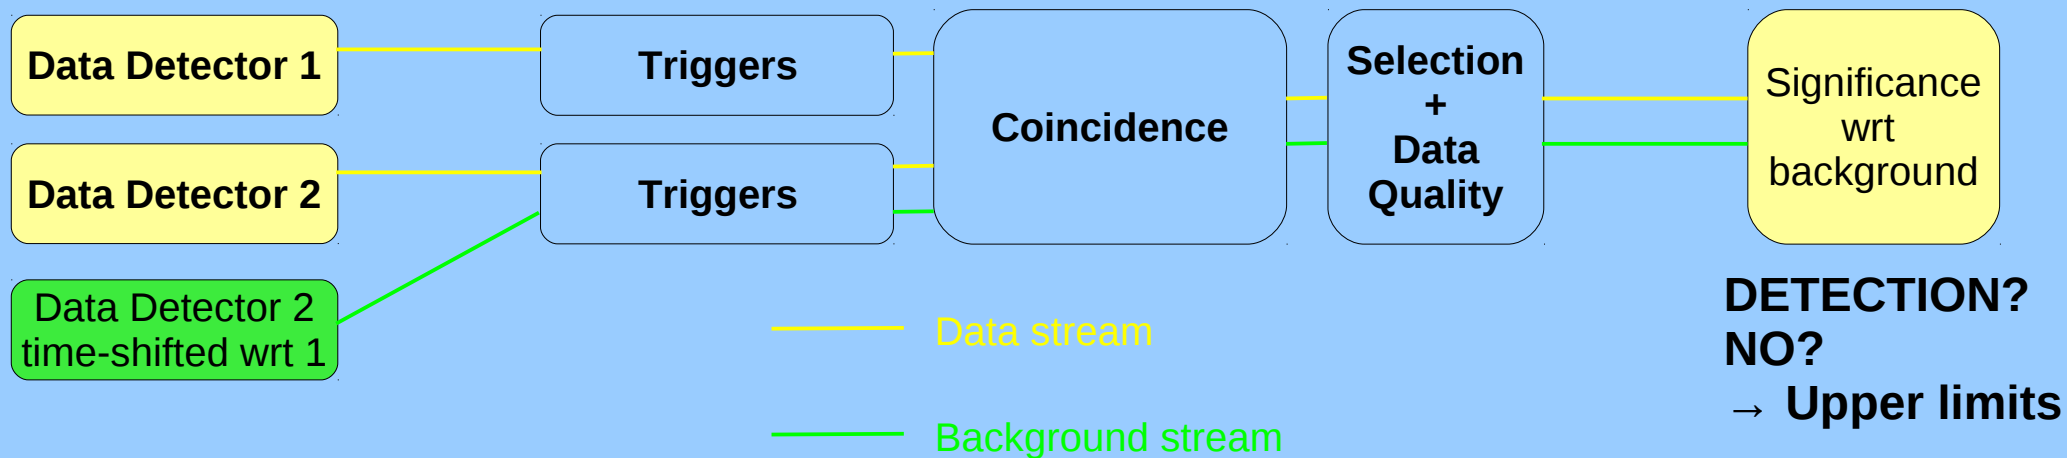 Data Detector 1
Triggers
Coincidence
Selection
+
Data
Quality
Significance
wrt
background
Data Detector 2
Triggers
Data Detector 2
time-shifted wrt 1
Data stream
Background stream
DETECTION?
NO?
→ Upper limits